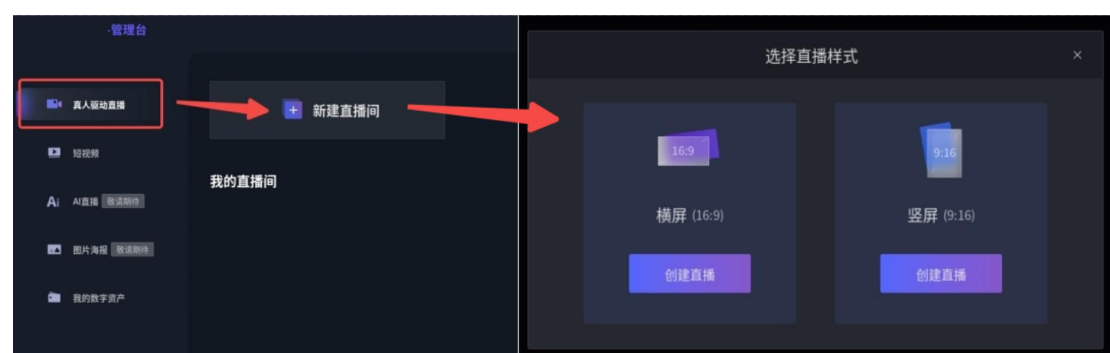 -管理台
真人驱动直播
短视频
Ai AI直播 敬请期待
图片海报 敬请期待
我的数字资产
+ 新建直播间
我的直播间
选择直播样式 ×
16:9
横屏 (16:9)
创建直播
9:16
竖屏 (9:16)
创建直播